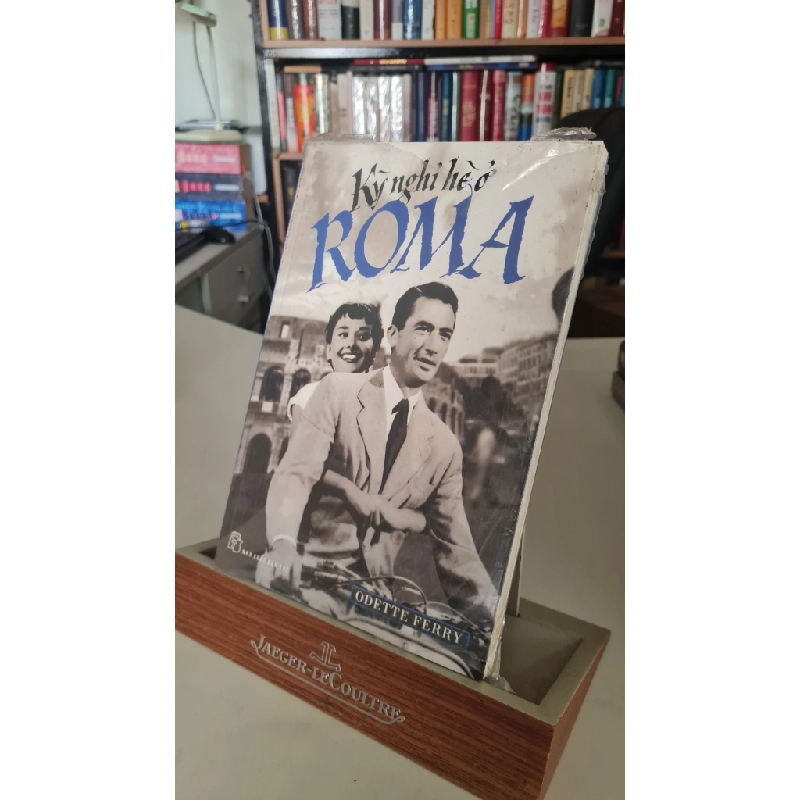 Kỳ nghỉ hè ở
ROMA
ODETTE FERRY
JAEGER-LECOULTRE